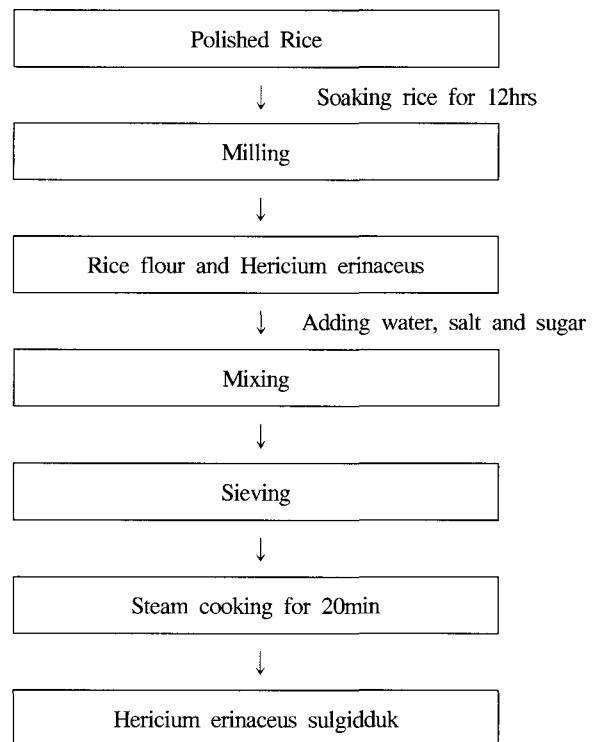 Polished Rice
↓ Soaking rice for 12hrs
Milling
↓
Rice flour and Hericium erinaceus
↓ Adding water, salt and sugar
Mixing
↓
Sieving
↓
Steam cooking for 20min
↓
Hericium erinaceus sulgidduk